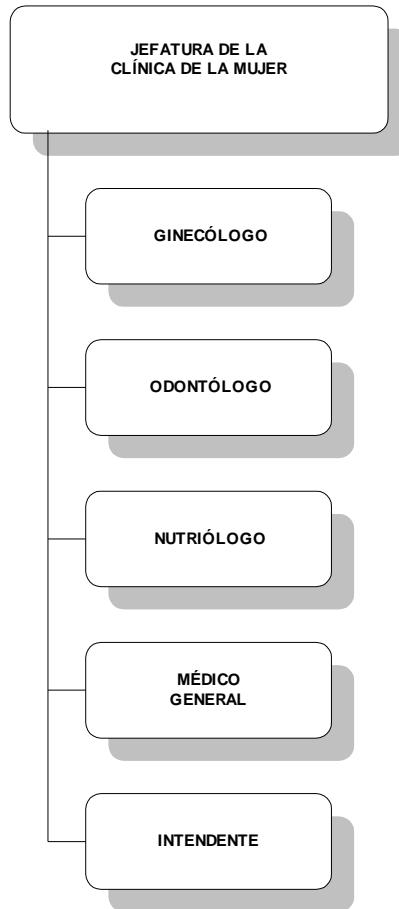 JEFATURA DE LA
CLÍNICA DE LA MUJER
GINECÓLOGO
ODONTÓLOGO
NUTRIÓLOGO
MÉDICO
GENERAL
INTENDENTE